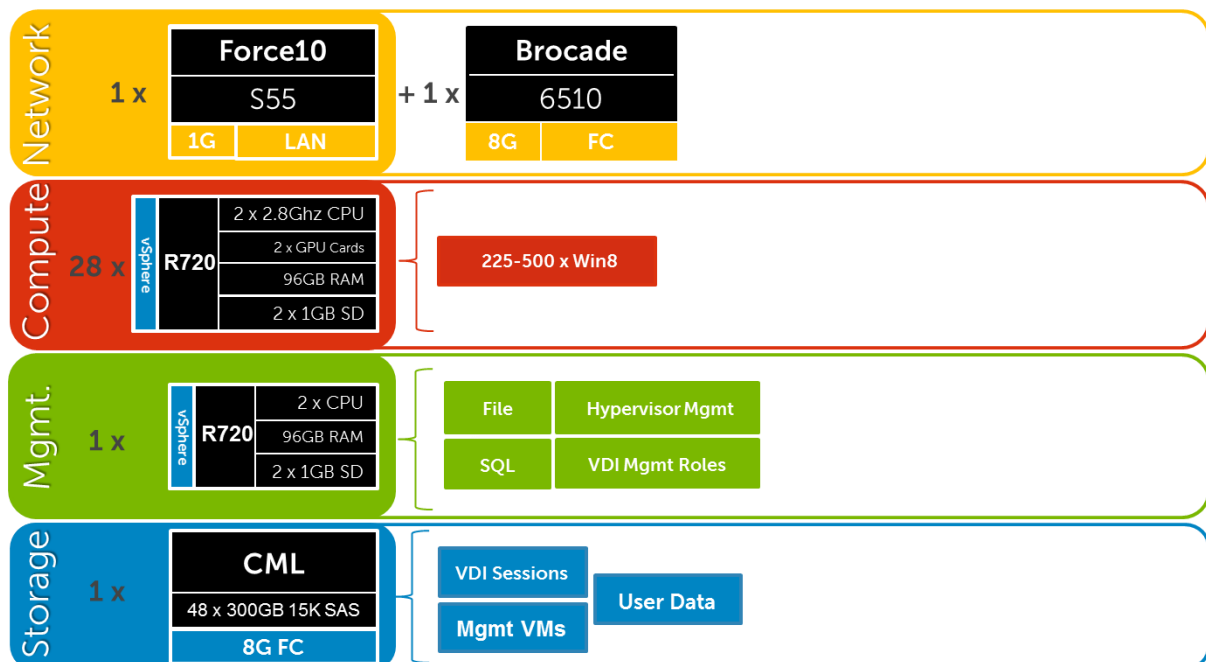 Network
1 x
Force10
S55
1G
LAN
+ 1 x
Brocade
6510
8G
FC
Compute
28 x
vSphere
R720
2 x 2.8Ghz CPU
2 x GPU Cards
96GB RAM
2 x 1GB SD
225-500 x Win8
Mgmt.
1 x
vSphere
R720
2 x CPU
96GB RAM
2 x 1GB SD
File
Hypervisor Mgmt
SQL
VDI Mgmt Roles
Storage
1 x
CML
48 x 300GB 15K SAS
8G FC
VDI Sessions
Mgmt VMs
User Data